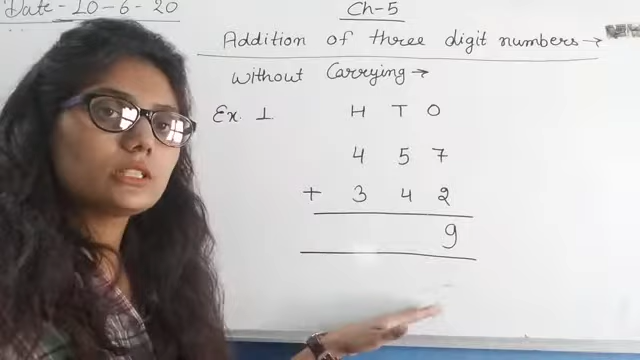 Date - 10-6-20
Ch-5
Addition of three digit numbers →
without Carrying →
Ex. 1. H T O
4 5 7
+ 3 4 2
9